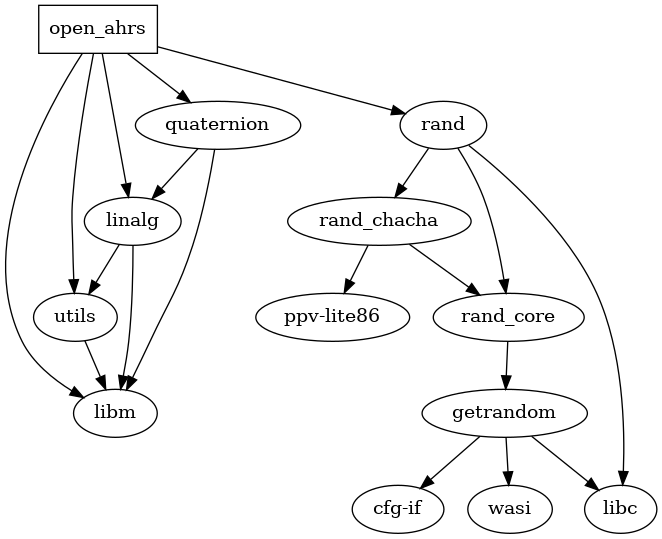 open_ahrs
quaternion
rand
linalg
rand_chacha
utils
ppv-lite86
rand_core
libm
getrandom
cfg-if
wasi
libc